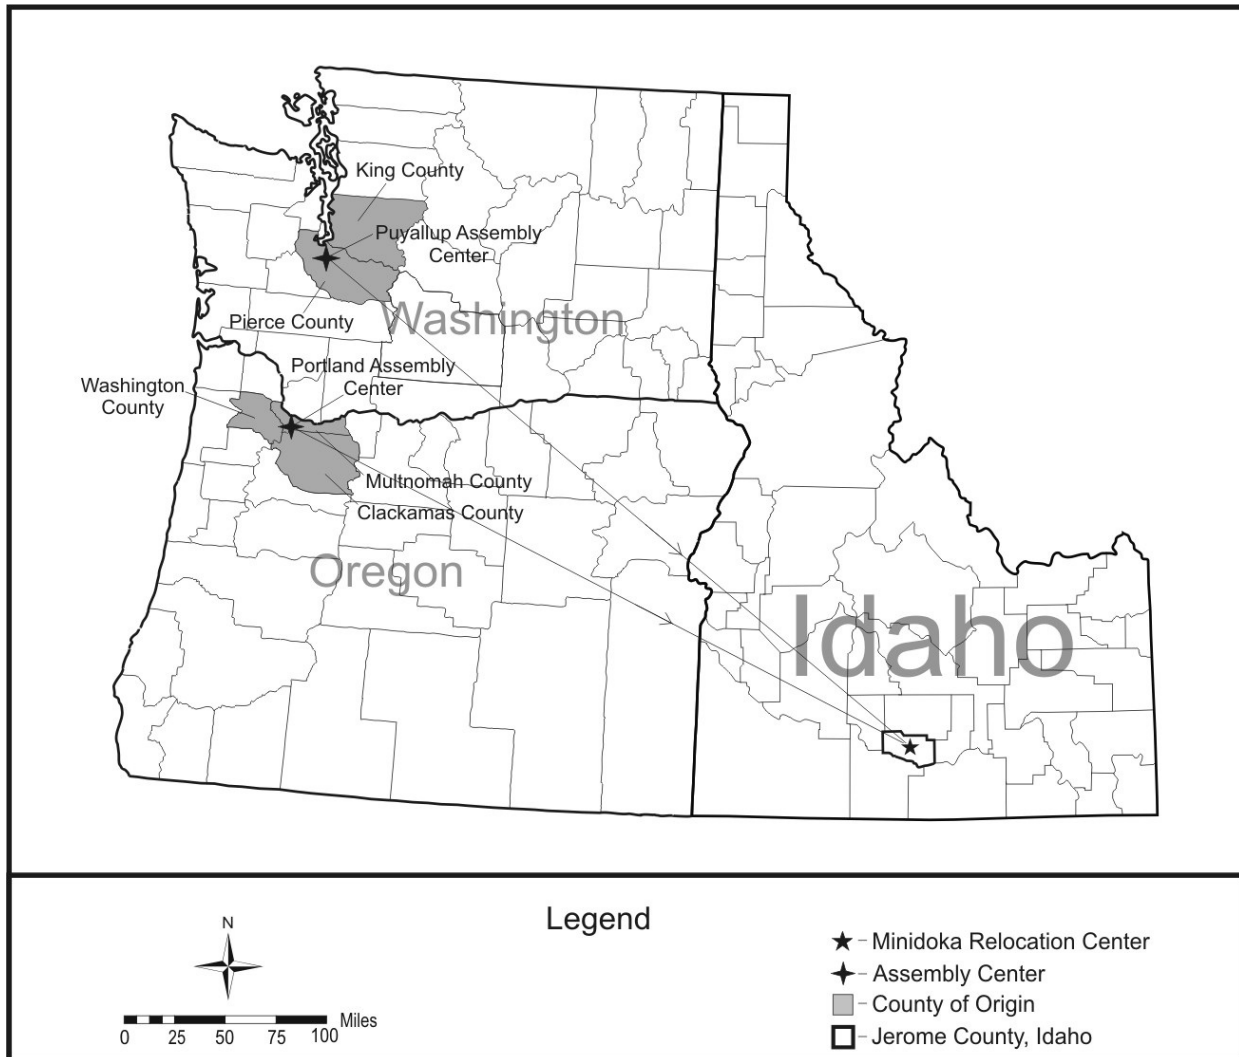 King County
Puyallup Assembly
Center
Pierce County
Washington
Portland Assembly
Center
Washington
County
Multnomah County
Clackamas County
Oregon
Idaho
Legend
N
0 25 50 75 100 Miles
Minidoka Relocation Center
Assembly Center
County of Origin
Jerome County, Idaho